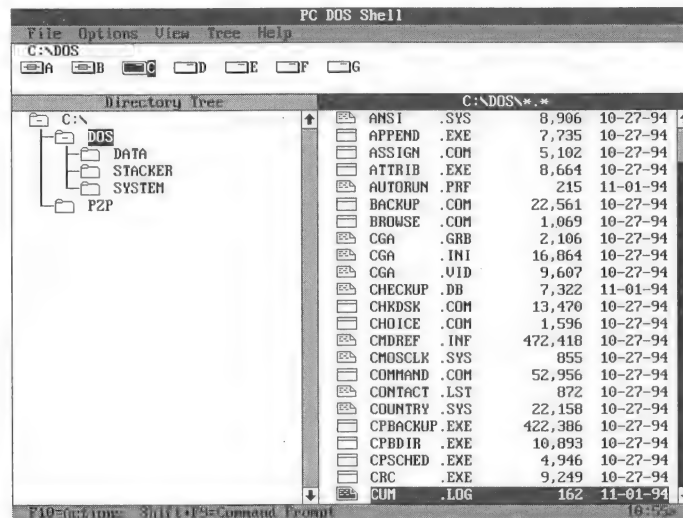 PC DOS Shell
File Options View Tree Help
C:\DOS
A B C D E F G
Directory Tree
C:\DOS\*.*
C:\
DOS
DATA
STACKER
SYSTEM
PZP
ANSI .SYS 8,906 10-27-94
APPEND .EXE 7,735 10-27-94
ASSIGN .COM 5,102 10-27-94
ATTRIB .EXE 8,664 10-27-94
AUTORUN .PRF 215 11-01-94
BACKUP .COM 22,561 10-27-94
BROWSE .COM 1,069 10-27-94
CGA .GRB 2,106 10-27-94
CGA .INI 16,864 10-27-94
CGA .VID 9,607 10-27-94
CHECKUP .DB 7,322 11-01-94
CHKDSK .COM 13,470 10-27-94
CHOICE .COM 1,596 10-27-94
CMDREF .INF 472,418 10-27-94
CMOSCLK .SYS 855 10-27-94
COMMAND .COM 52,956 10-27-94
CONTACT .LST 872 10-27-94
COUNTRY .SYS 22,158 10-27-94
CPBACKUP.EXE 422,386 10-27-94
CPBDIR .EXE 10,893 10-27-94
CPSCHED .EXE 4,946 10-27-94
CRC .EXE 9,249 10-27-94
CUM .LOG 162 11-01-94
F10=Actions Shift+F9=Command Prompt 10:55a